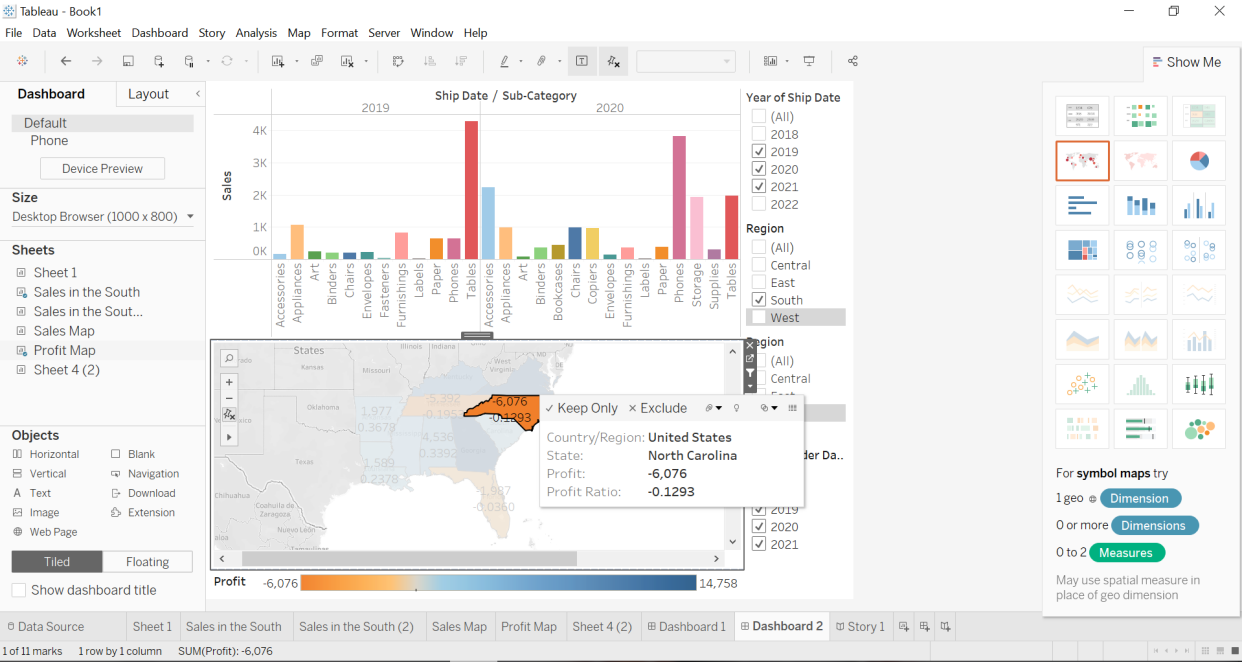 Tableau - Book1
File Data Worksheet Dashboard Story Analysis Map Format Server Window Help
Show Me
Dashboard
Layout
Default
Phone
Device Preview
Size
Desktop Browser (1000 x 800)
Sheets
Sheet 1
Sales in the South
Sales in the Sout...
Sales Map
Profit Map
Sheet 4 (2)
Objects
Horizontal
Blank
Vertical
Navigation
Text
Download
Image
Extension
Web Page
Tiled
Floating
Show dashboard title
Ship Date / Sub-Category
2019
2020
Sales
4K
3K
2K
1K
0K
Accessories
Appliances
Art
Binders
Chairs
Envelopes
Fasteners
Furnishings
Labels
Paper
Phones
Tables
Accessories
Appliances
Art
Binders
Bookcases
Chairs
Copiers
Envelopes
Furnishings
Labels
Paper
Phones
Storage
Supplies
Tables
Year of Ship Date
(All)
2018
2019
2020
2021
2022
Region
(All)
Central
East
South
West
egion
(All)
Central
der Da..
2019
2020
2021
States
Illinois
Indiana
MD
DE
West
Virginia
Kansas
Missouri
Oklahoma
Texas
Chihuahua
Coahuila de
Zaragoza
Nuevo León
Tamaulipas
-5,392
-0.1953
-6,076
-0.1293
1,977
0.3678
4,536
0.3392
1,589
0.2378
-1,987
-0.0360
Keep Only
Exclude
Country/Region: United States
State: North Carolina
Profit: -6,076
Profit Ratio: -0.1293
Profit
-6,076
14,758
For symbol maps try
1 geo Dimension
0 or more Dimensions
0 to 2 Measures
May use spatial measure in
place of geo dimension
Data Source
Sheet 1
Sales in the South
Sales in the South (2)
Sales Map
Profit Map
Sheet 4 (2)
Dashboard 1
Dashboard 2
Story 1
1 of 11 marks
1 row by 1 column
SUM(Profit): -6,076